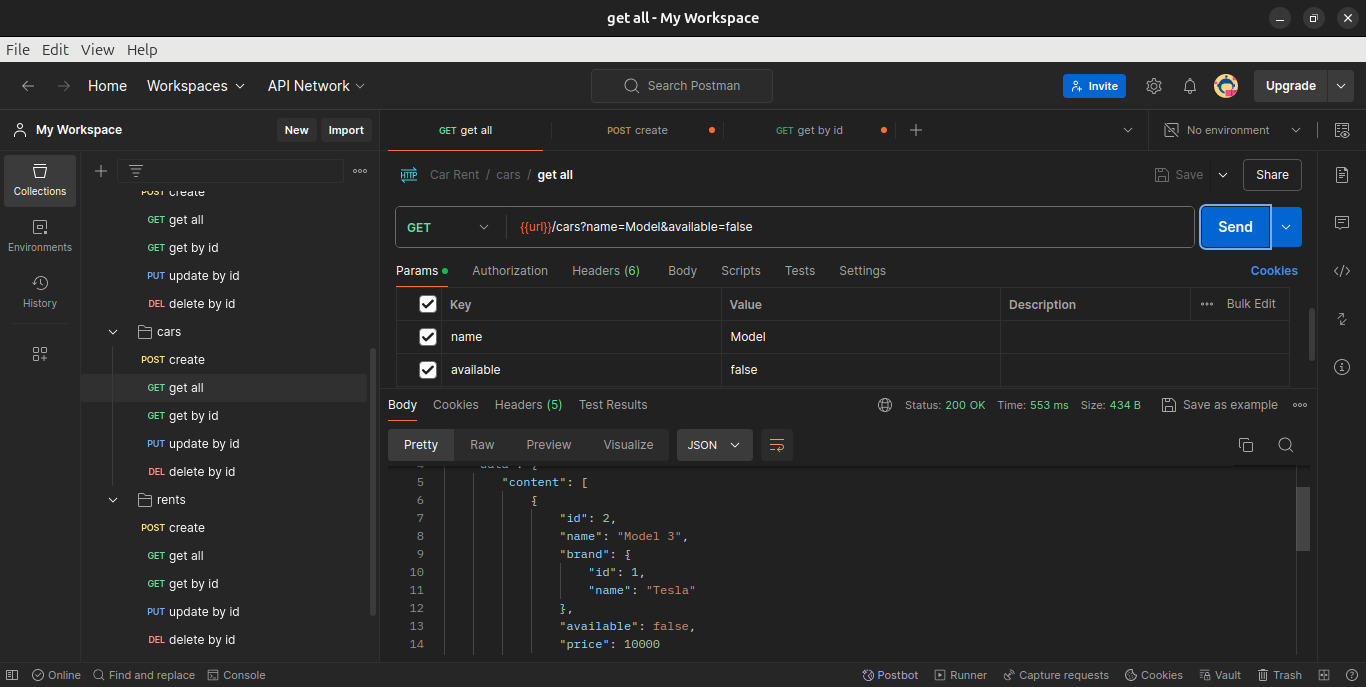 get all - My Workspace
File Edit View Help
Home Workspaces API Network Search Postman Invite Upgrade
My Workspace New Import
GET get all POST create GET get by id No environment
Collections
Environments
History
POST create
GET get all
GET get by id
PUT update by id
DEL delete by id
cars
POST create
GET get all
GET get by id
PUT update by id
DEL delete by id
rents
POST create
GET get all
GET get by id
PUT update by id
DEL delete by id
HTTP Car Rent / cars / get all Save Share
GET {{url}}/cars?name=Model&available=false Send
Params Authorization Headers (6) Body Scripts Tests Settings Cookies
Key Value Description Bulk Edit
name Model
available false
Body Cookies Headers (5) Test Results Status: 200 OK Time: 553 ms Size: 434 B Save as example
Pretty Raw Preview Visualize JSON
4 "data": {
5 "content": [
6 {
7 "id": 2,
8 "name": "Model 3",
9 "brand": {
10 "id": 1,
11 "name": "Tesla"
12 },
13 "available": false,
14 "price": 10000
Online Find and replace Console Postbot Runner Capture requests Cookies Vault Trash